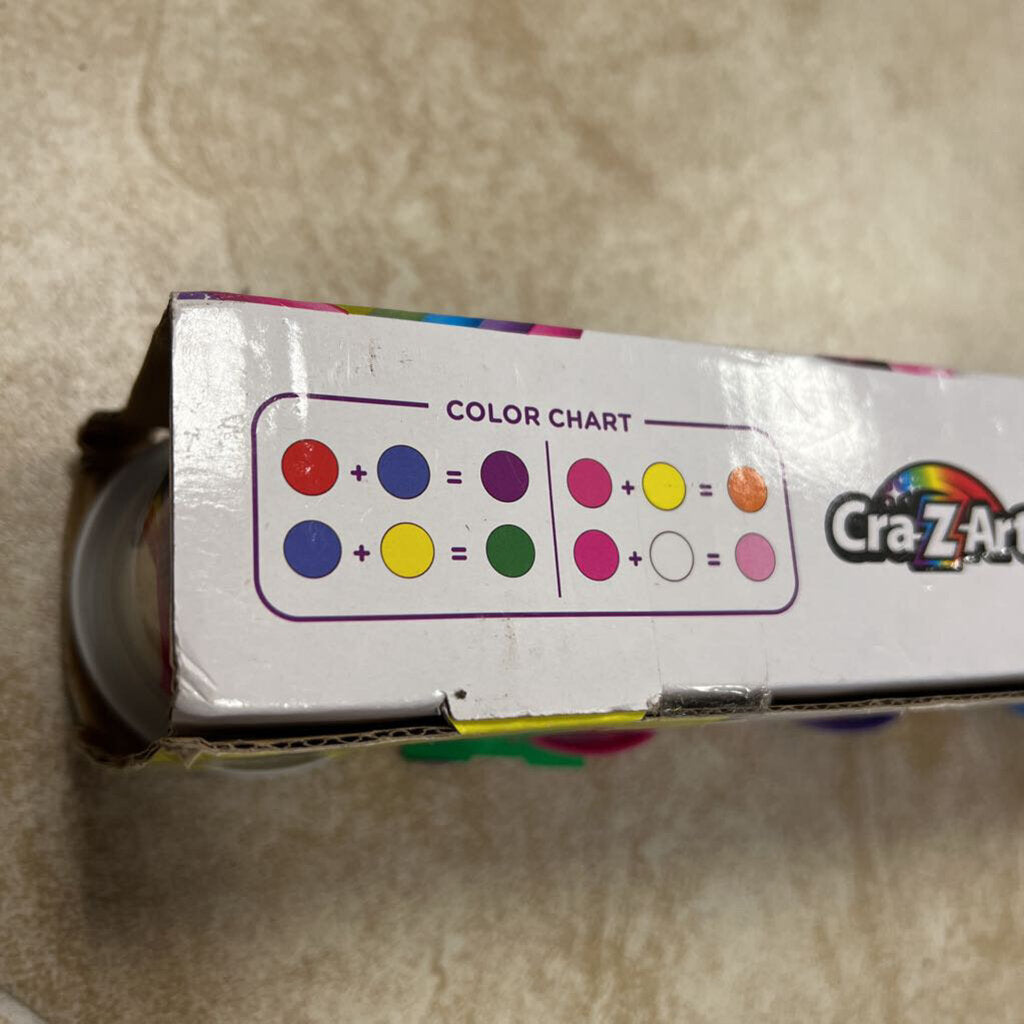 COLOR CHART
+ = + =
+ = + =
Cra-Z-Art